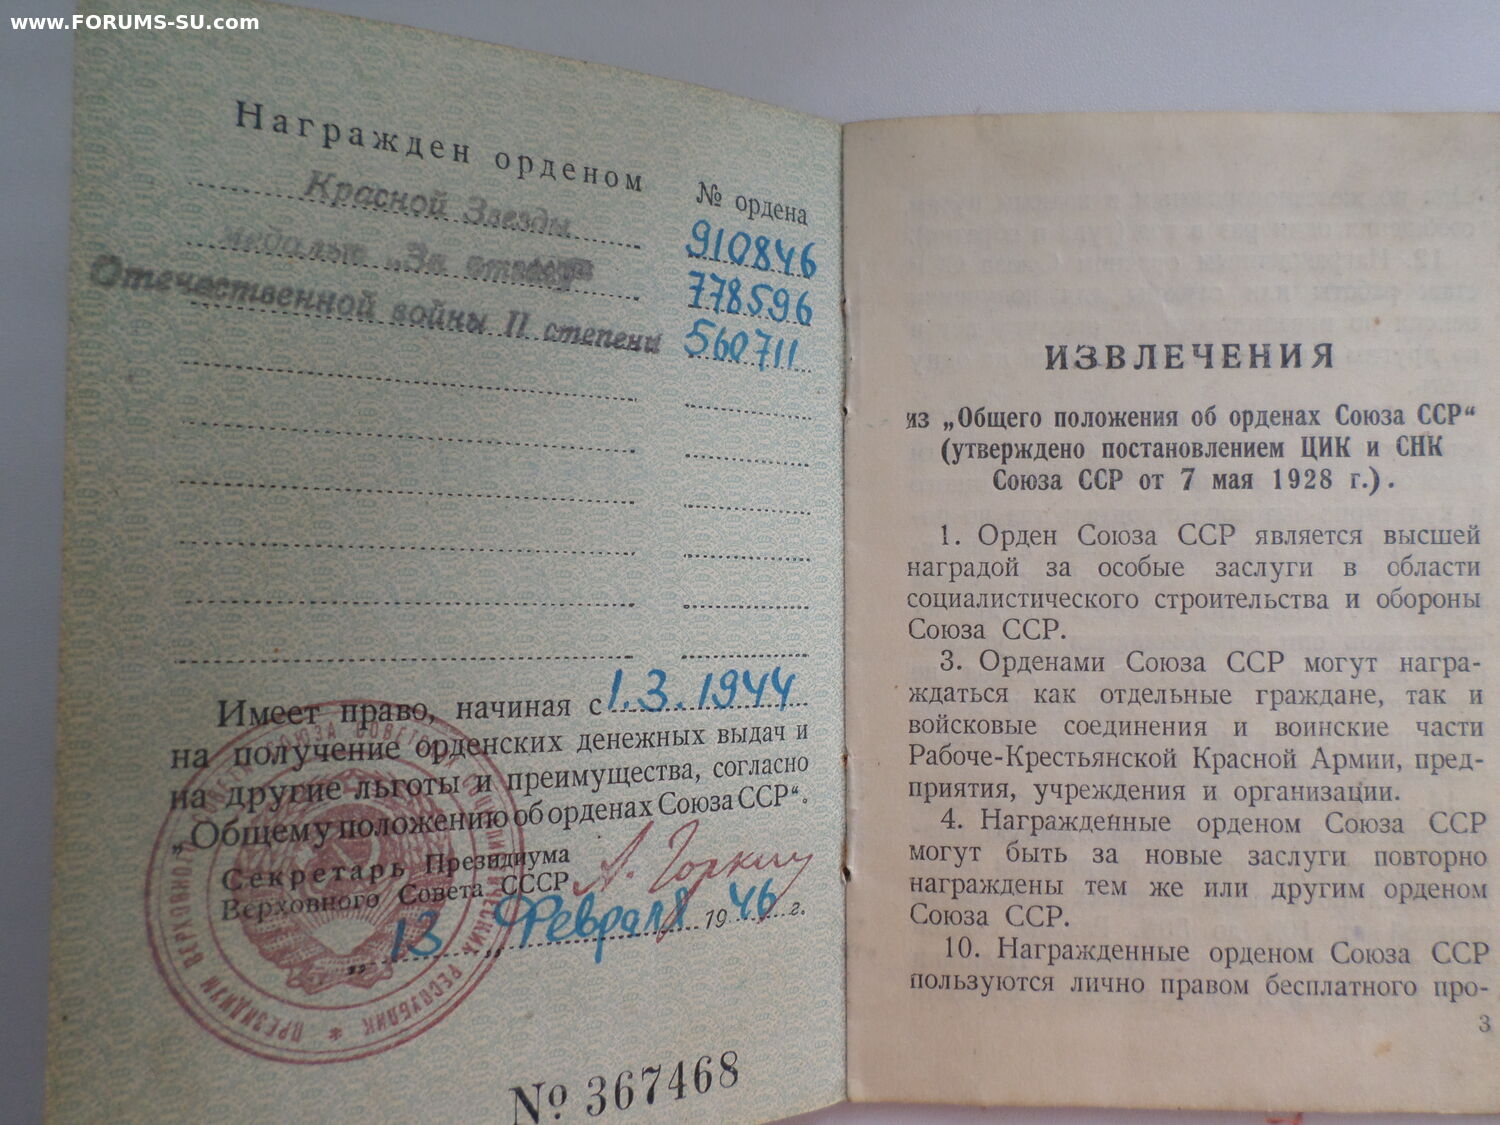 www.FORUMS-SU.com
Награжден орденом
№ ордена
Красной Звезды
910846
медалью „За отвагу"
778596
Отечественной войны II степени
560711
Имеет право, начиная с 1.3.1944
на получение орденских денежных выдач и
на другие льготы и преимущества, согласно
„Общему положению об орденах Союза ССР“.
Секретарь Президиума
Верховного Совета СССР
А. Горкин
„13„ Февраля 1946 г.
№ 367468
ИЗВЛЕЧЕНИЯ
из „Общего положения об орденах Союза ССР“
(утверждено постановлением ЦИК и СНК
Союза ССР от 7 мая 1928 г.).
1. Орден Союза ССР является высшей
наградой за особые заслуги в области
социалистического строительства и обороны
Союза ССР.
3. Орденами Союза ССР могут награ-
ждаться как отдельные граждане, так и
войсковые соединения и воинские части
Рабоче-Крестьянской Красной Армии, пред-
приятия, учреждения и организации.
4. Награжденные орденом Союза ССР
могут быть за новые заслуги повторно
награждены тем же или другим орденом
Союза ССР.
10. Награжденные орденом Союза ССР
пользуются лично правом бесплатного про-
3